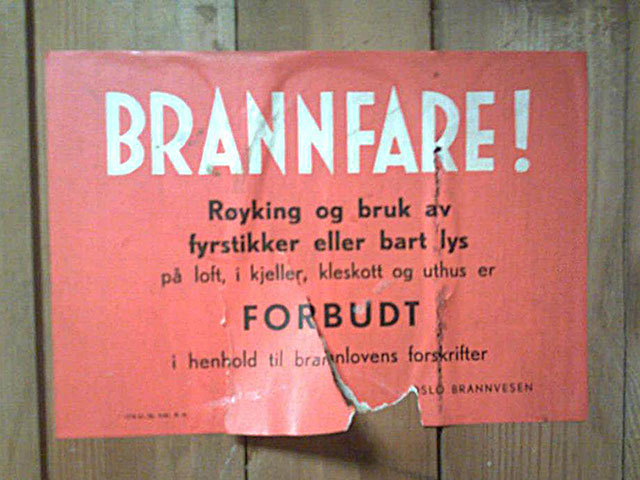 BRANNFARE!
Røyking og bruk av
fyrstikker eller bart lys
på loft, i kjeller, kleskott og uthus er
FORBUDT
i henhold til brannlovens forskrifter
OSLO BRANNVESEN